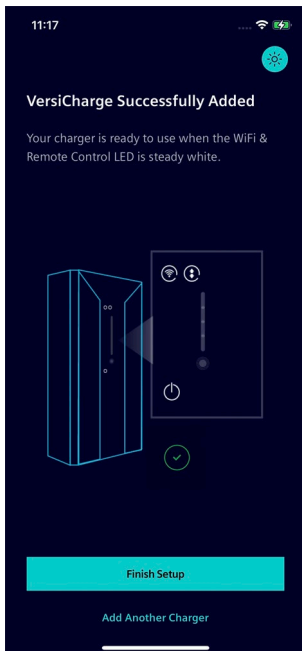 11:17
VersiCharge Successfully Added
Your charger is ready to use when the WiFi &
Remote Control LED is steady white.
Finish Setup
Add Another Charger